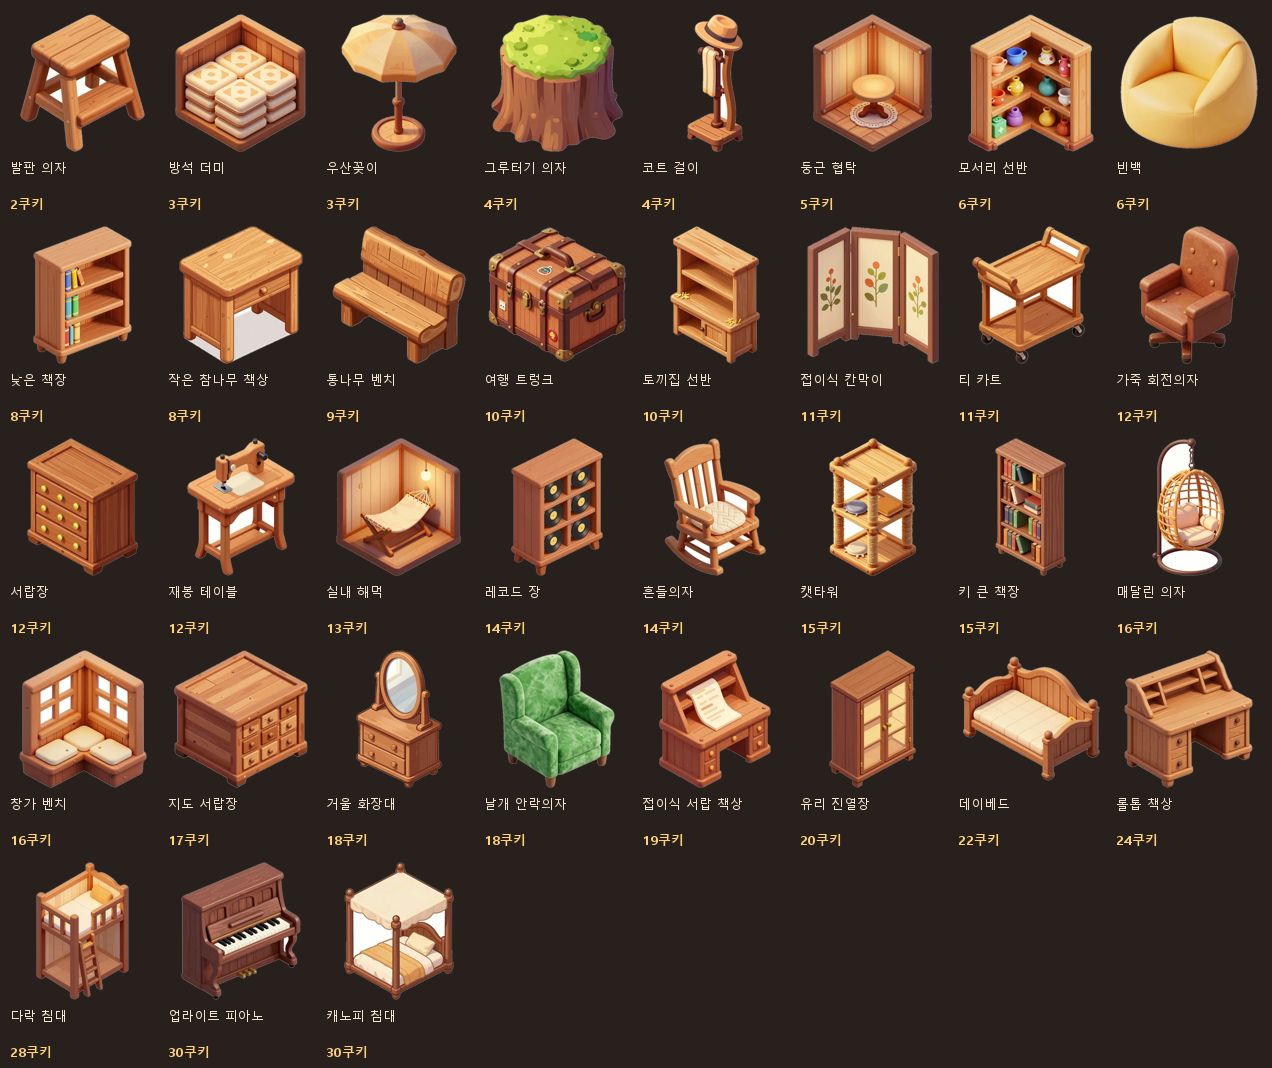 발판 의자
2쿠키
방석 더미
3쿠키
우산꽂이
3쿠키
그루터기 의자
4쿠키
코트 걸이
4쿠키
둥근 협탁
5쿠키
모서리 선반
6쿠키
빈백
6쿠키
낮은 책장
8쿠키
작은 참나무 책상
8쿠키
통나무 벤치
9쿠키
여행 트렁크
10쿠키
토끼집 선반
10쿠키
접이식 칸막이
11쿠키
티 카트
11쿠키
가죽 회전의자
12쿠키
서랍장
12쿠키
재봉 테이블
12쿠키
실내 해먹
13쿠키
레코드 장
14쿠키
흔들의자
14쿠키
캣타워
15쿠키
키 큰 책장
15쿠키
매달린 의자
16쿠키
창가 벤치
16쿠키
지도 서랍장
17쿠키
거울 화장대
18쿠키
날개 안락의자
18쿠키
접이식 서랍 책상
19쿠키
유리 진열장
20쿠키
데이베드
22쿠키
롤톱 책상
24쿠키
다락 침대
28쿠키
업라이트 피아노
30쿠키
캐노피 침대
30쿠키